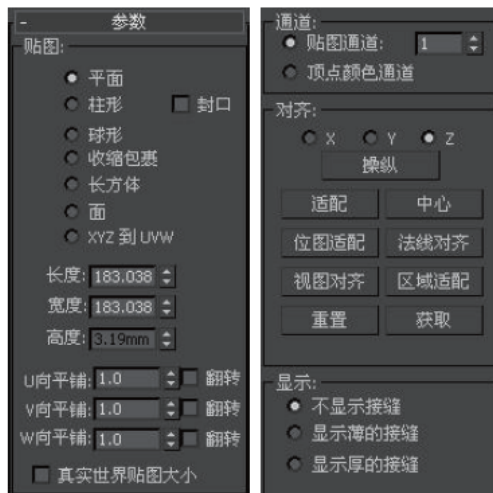 - 参数
贴图:
平面
柱形 封口
球形
收缩包裹
长方体
面
XYZ 到 UVW
长度: 183.038
宽度: 183.038
高度: 3.19mm
U向平铺: 1.0 翻转
V向平铺: 1.0 翻转
W向平铺: 1.0 翻转
真实世界贴图大小
通道:
贴图通道: 1
顶点颜色通道
对齐:
X Y Z
操纵
适配 中心
位图适配 法线对齐
视图对齐 区域适配
重置 获取
显示:
不显示接缝
显示薄的接缝
显示厚的接缝